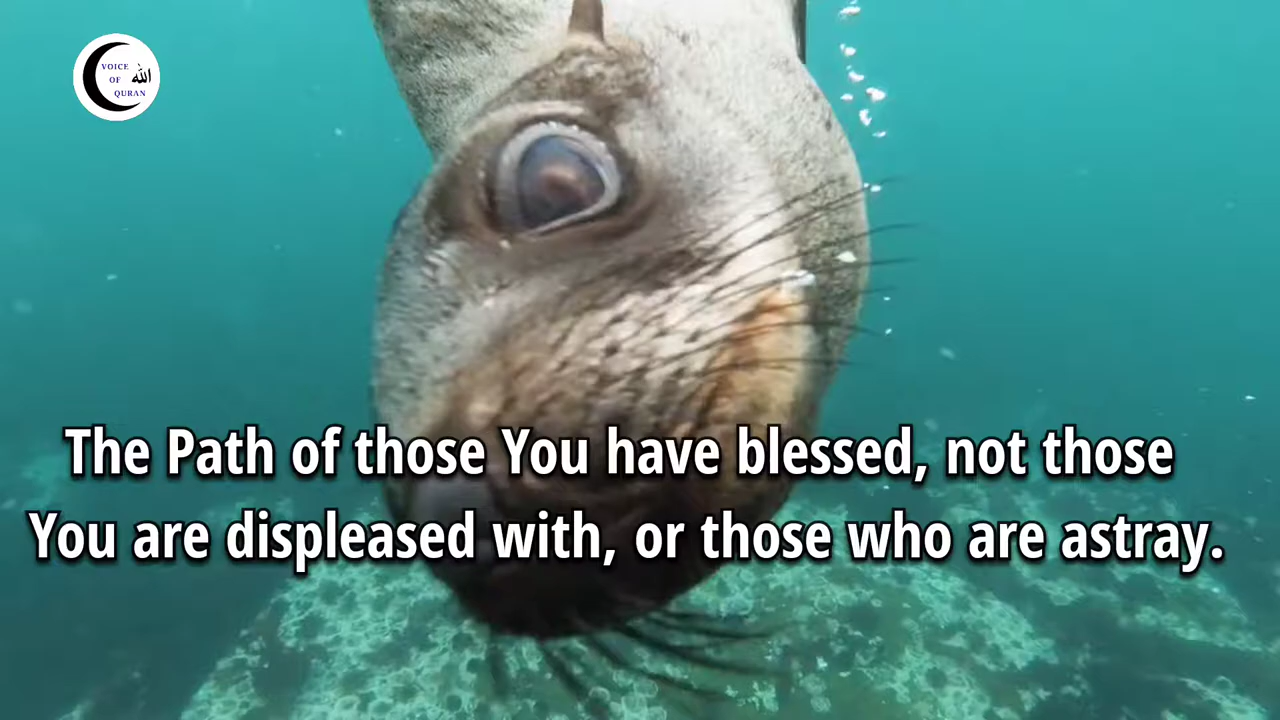 VOICE
OF الله
QURAN
The Path of those You have blessed, not those
You are displeased with, or those who are astray.